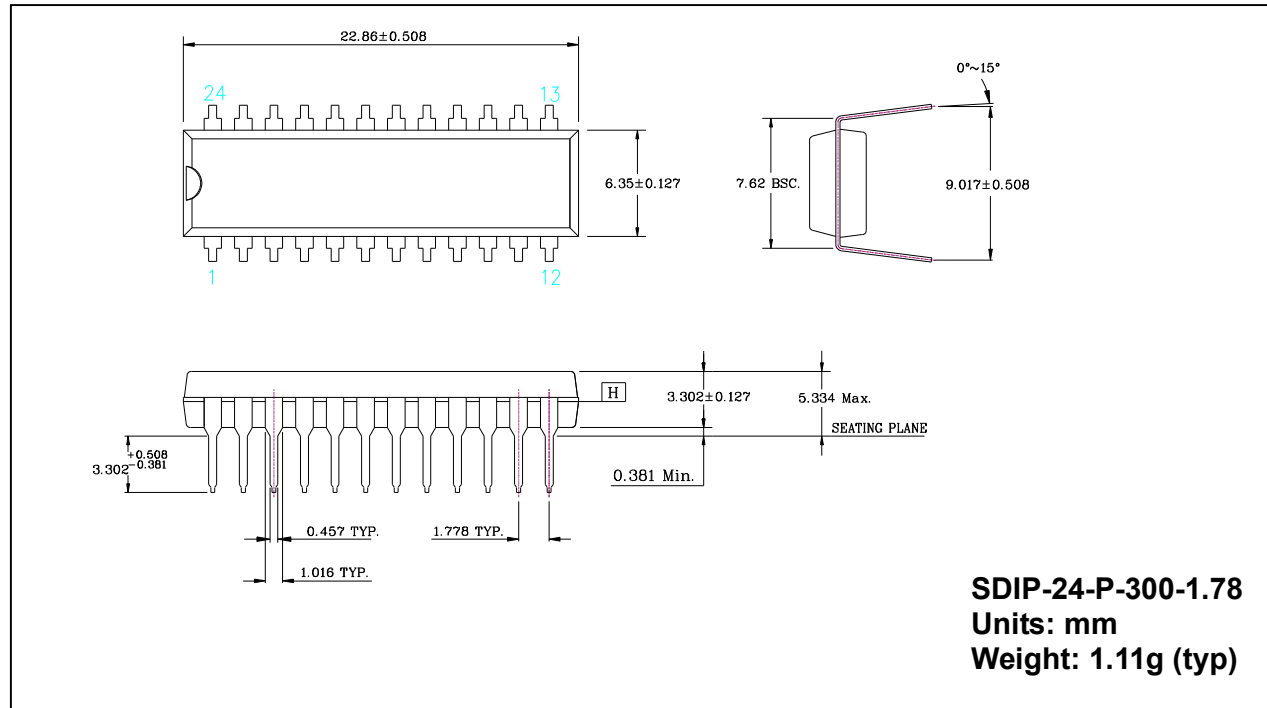 22.86±0.508
24
13
0°~15°
6.35±0.127
7.62 BSC.
9.017±0.508
1
12
H
3.302±0.127
5.334 Max.
SEATING PLANE
3.302 +0.508 -0.381
0.381 Min.
0.457 TYP.
1.778 TYP.
1.016 TYP.
SDIP-24-P-300-1.78
Units: mm
Weight: 1.11g (typ)